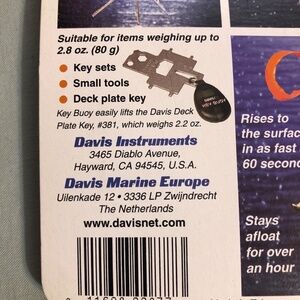 Suitable for items weighing up to
2.8 oz. (80 g)
Key sets
Small tools
Deck plate key
KEY BUOY
Key Buoy easily lifts the Davis Deck
Plate Key, #381, which weighs 2.2 oz.
Davis Instruments
3465 Diablo Avenue,
Hayward, CA 94545, U.S.A.
Davis Marine Europe
Uilenkade 12 • 3336 LP Zwijndrecht
The Netherlands
www.davisnet.com
Rises to
the surface
in as fast
60 second
Stays
afloat
for over
an hour